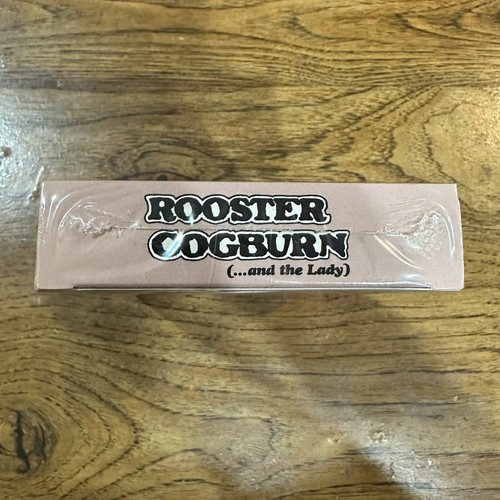 ROOSTER
COGBURN
(...and the Lady)